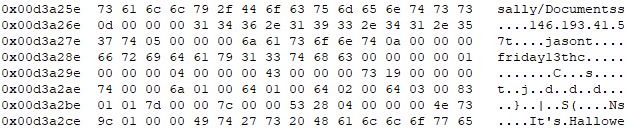 0x00d3a25e 73 61 6c 6c 79 2f 44 6f 63 75 6d 65 6e 74 73 73 sally/Documentss
0x00d3a26e 0d 00 00 00 31 34 36 2e 31 39 33 2e 34 31 2e 35 ....146.193.41.5
0x00d3a27e 37 74 05 00 00 00 6a 61 73 6f 6e 74 0a 00 00 00 7t....jasont....
0x00d3a28e 66 72 69 64 61 79 31 33 74 68 63 00 00 00 00 01 friday13thc.....
0x00d3a29e 00 00 00 04 00 00 00 43 00 00 00 73 19 00 00 00 .......C...s....
0x00d3a2ae 74 00 00 6a 01 00 64 01 00 64 02 00 64 03 00 83 t..j..d..d..d...
0x00d3a2be 01 01 7d 00 00 7c 00 00 53 28 04 00 00 00 4e 73 ..}..|..S(....Ns
0x00d3a2ce 9c 01 00 00 49 74 27 73 20 48 61 6c 6c 6f 77 65 ....It's.Hallowe